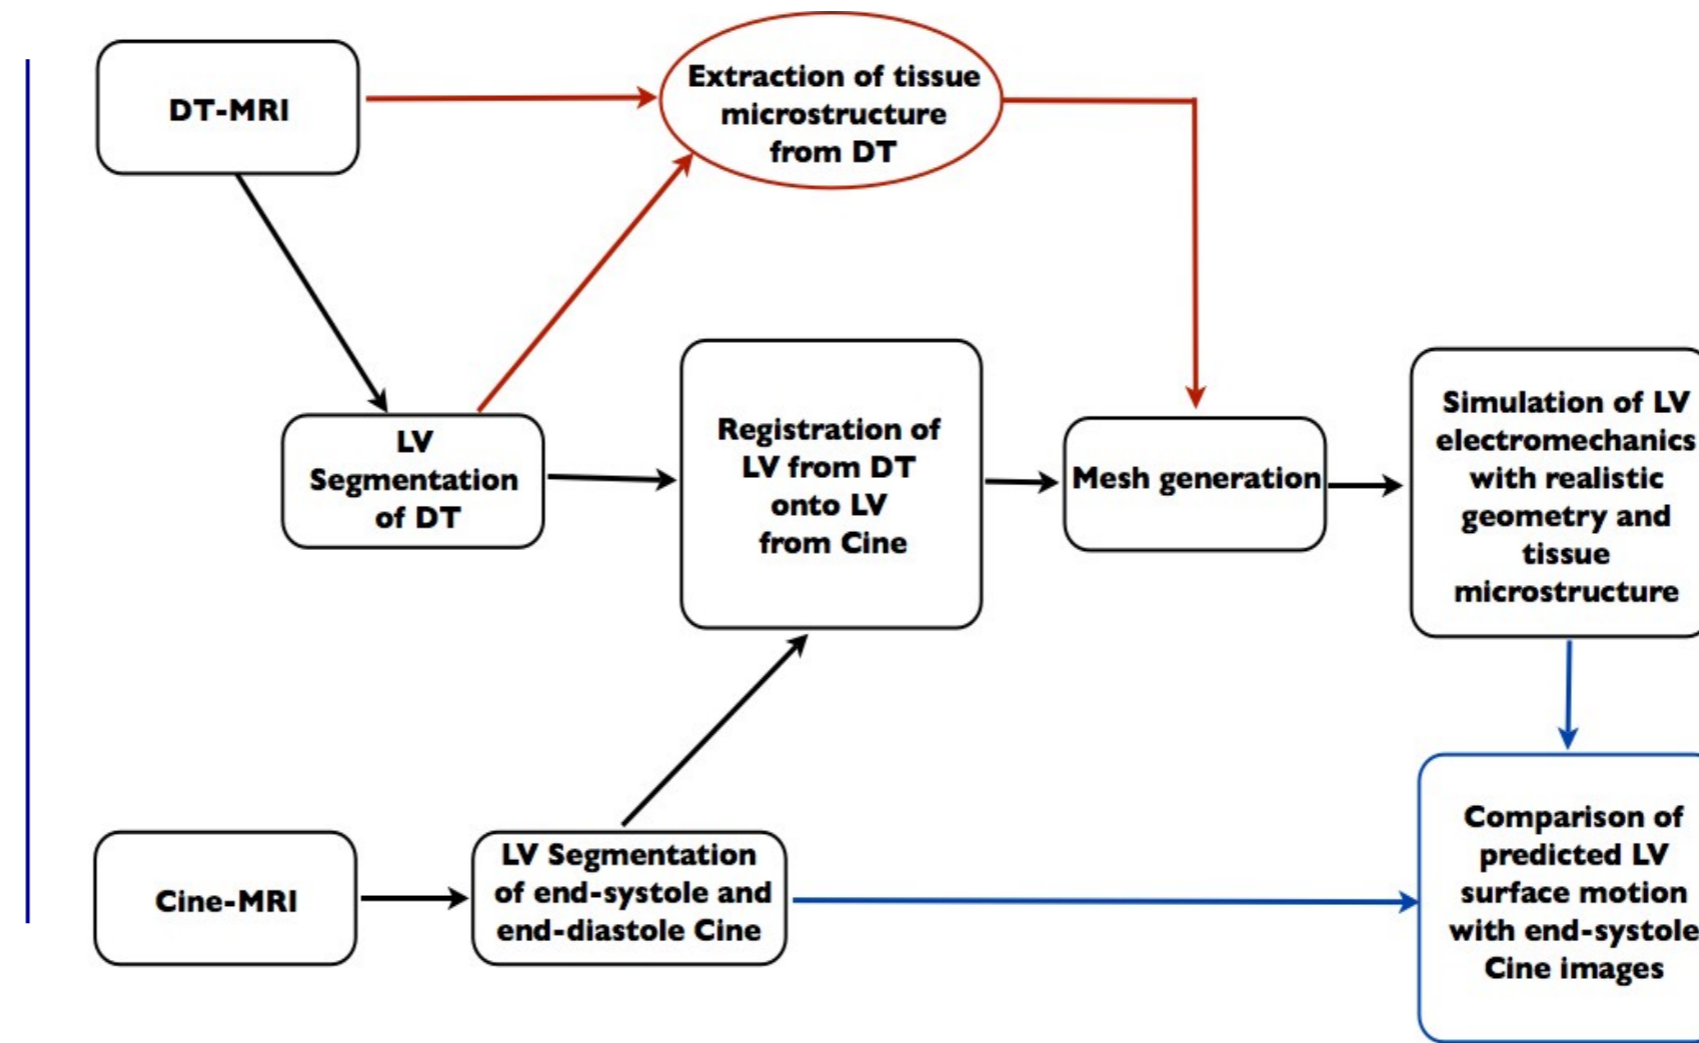 DT-MRI
Extraction of tissue
microstructure
from DT
LV
Segmentation
of DT
Registration of
LV from DT
onto LV
from Cine
Mesh generation
Simulation of LV
electromechanics
with realistic
geometry and
tissue
microstructure
Cine-MRI
LV Segmentation
of end-systole and
end-diastole Cine
Comparison of
predicted LV
surface motion
with end-systole
Cine images